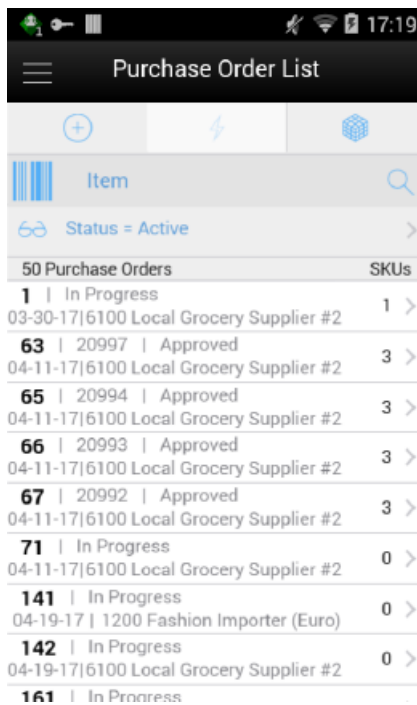 1 17:19
Purchase Order List
Item
Status = Active
50 Purchase Orders SKUs
1 | In Progress
03-30-17|6100 Local Grocery Supplier #2 1
63 | 20997 | Approved
04-11-17|6100 Local Grocery Supplier #2 3
65 | 20994 | Approved
04-11-17|6100 Local Grocery Supplier #2 3
66 | 20993 | Approved
04-11-17|6100 Local Grocery Supplier #2 3
67 | 20992 | Approved
04-11-17|6100 Local Grocery Supplier #2 3
71 | In Progress
04-11-17|6100 Local Grocery Supplier #2 0
141 | In Progress
04-19-17 | 1200 Fashion Importer (Euro) 0
142 | In Progress
04-19-17|6100 Local Grocery Supplier #2 0
161 | In Progress